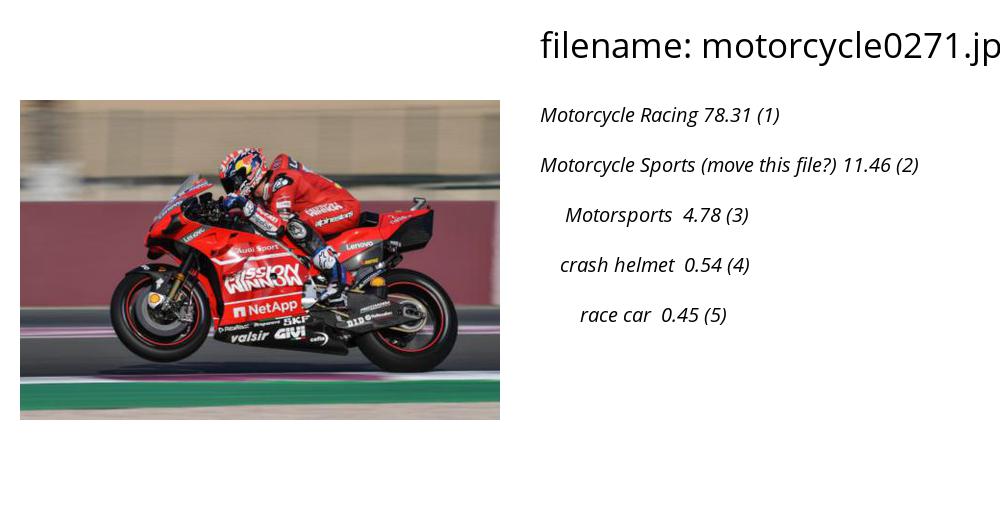 filename: motorcycle0271.jp
Motorcycle Racing 78.31 (1)
Motorcycle Sports (move this file?) 11.46 (2)
Motorsports 4.78 (3)
crash helmet 0.54 (4)
race car 0.45 (5)
Lenovo
Audi Sport
Lenovo
MISSION
WINNOW
alpinestars
NetApp
SKF
valsir
GIVI
D.I.D